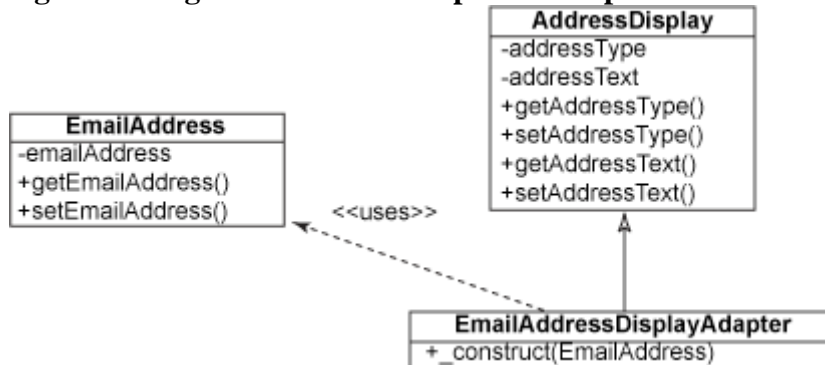 AddressDisplay
-addressType
-addressText
+getAddressType()
+setAddressType()
+getAddressText()
+setAddressText()
EmailAddress
-emailAddress
+getEmailAddress()
+setEmailAddress()
<<uses>>
EmailAddressDisplayAdapter
+_construct(EmailAddress)